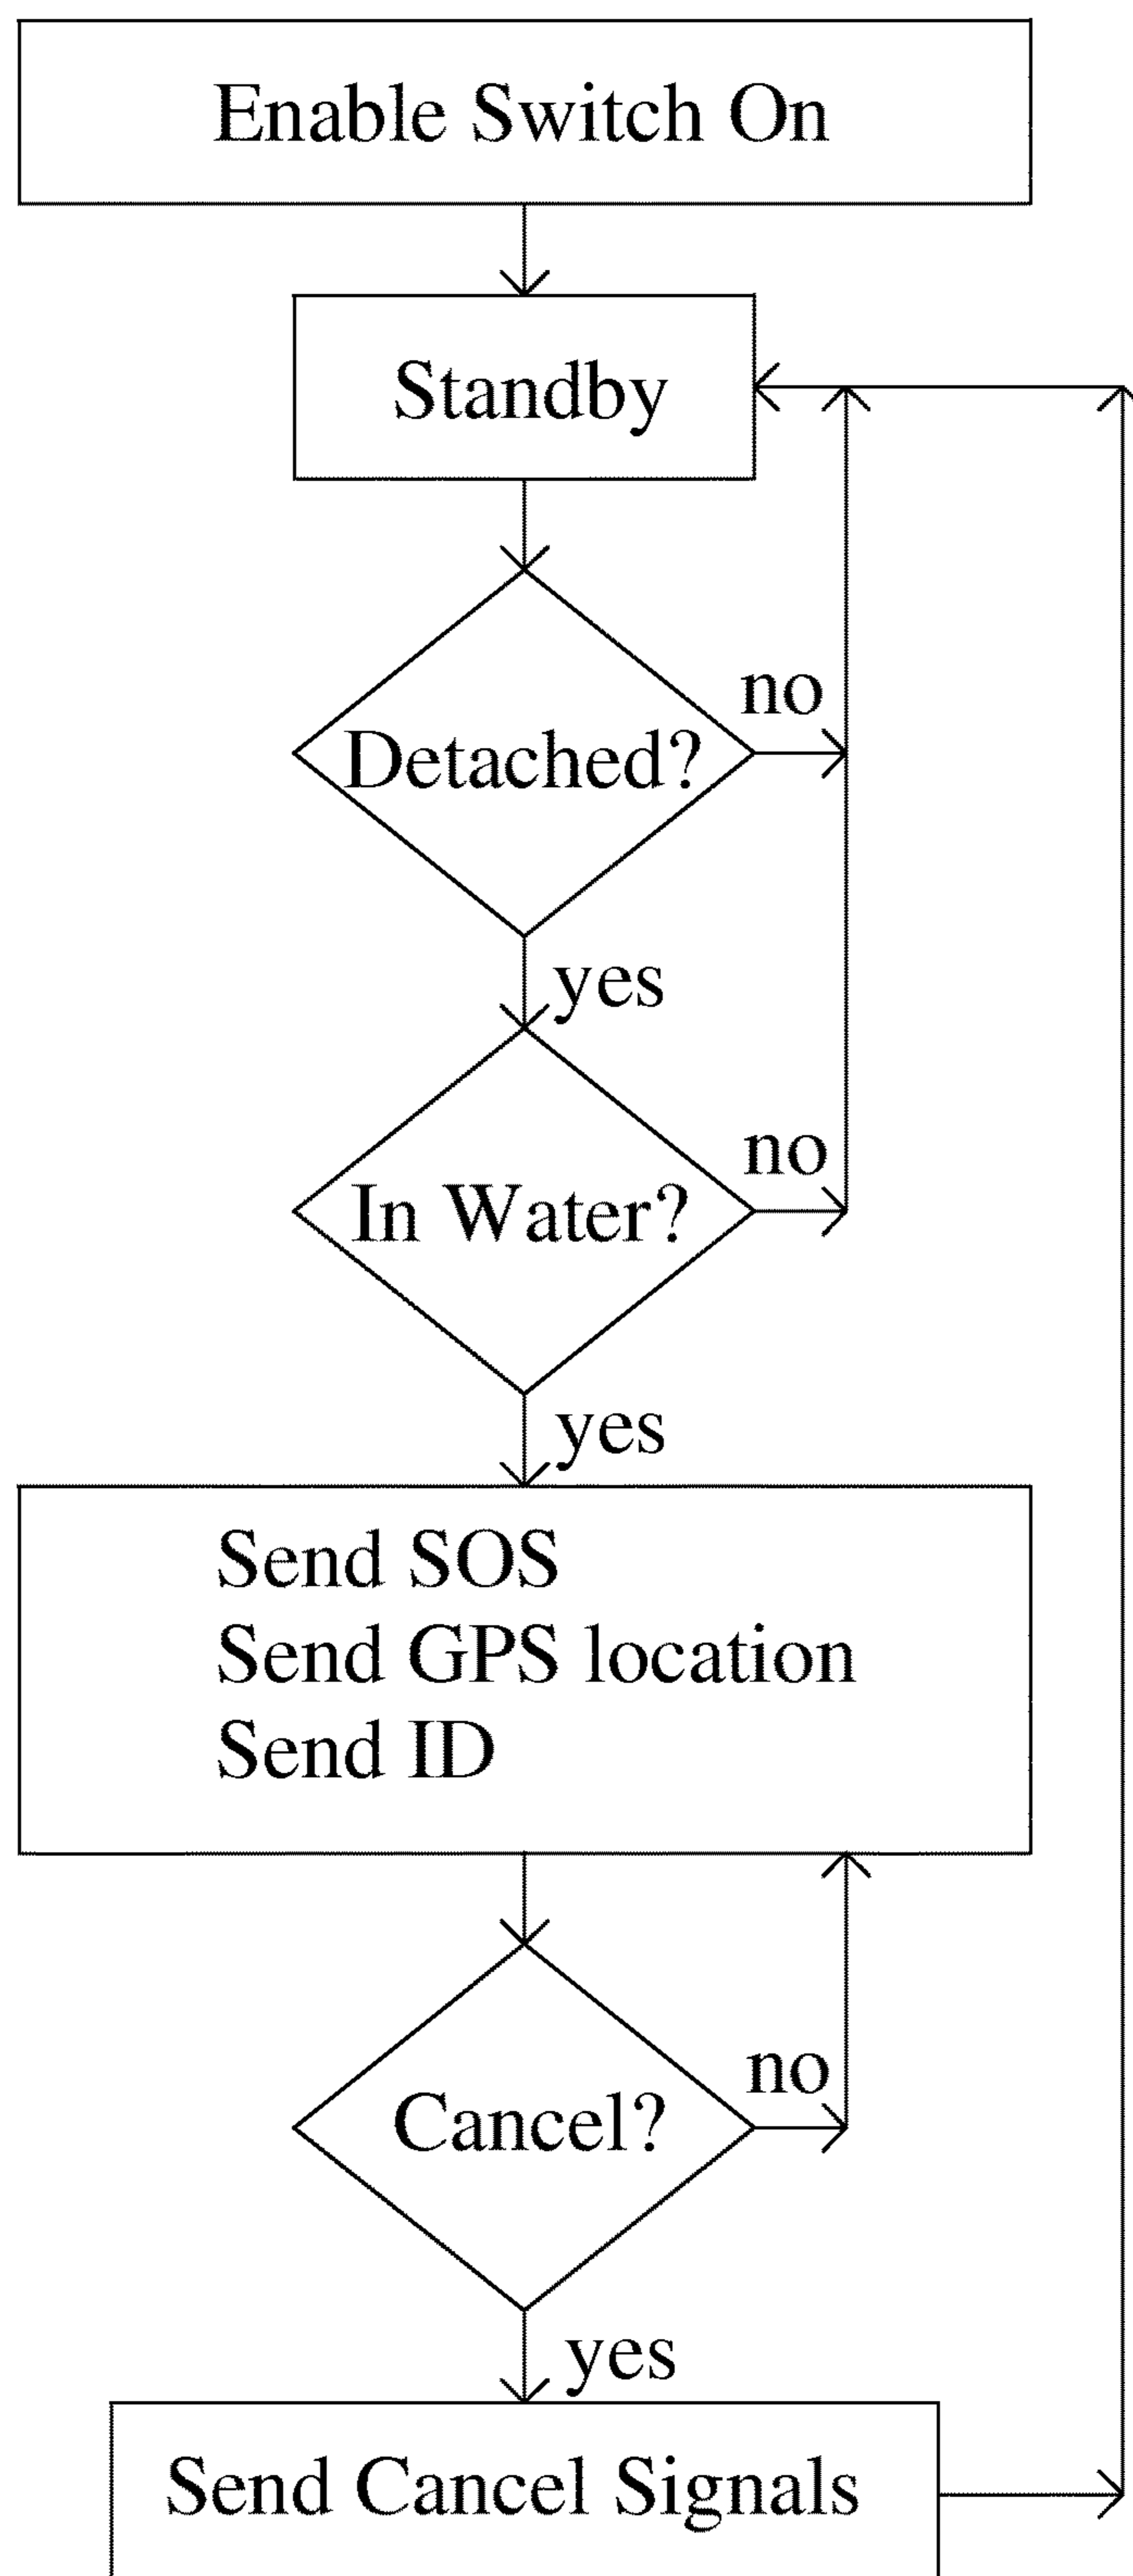 Enable Switch On
Standby
no
Detached?
yes
no
In Water?
yes
Send SOS
Send GPS location
Send ID
no
Cancel?
yes
Send Cancel Signals